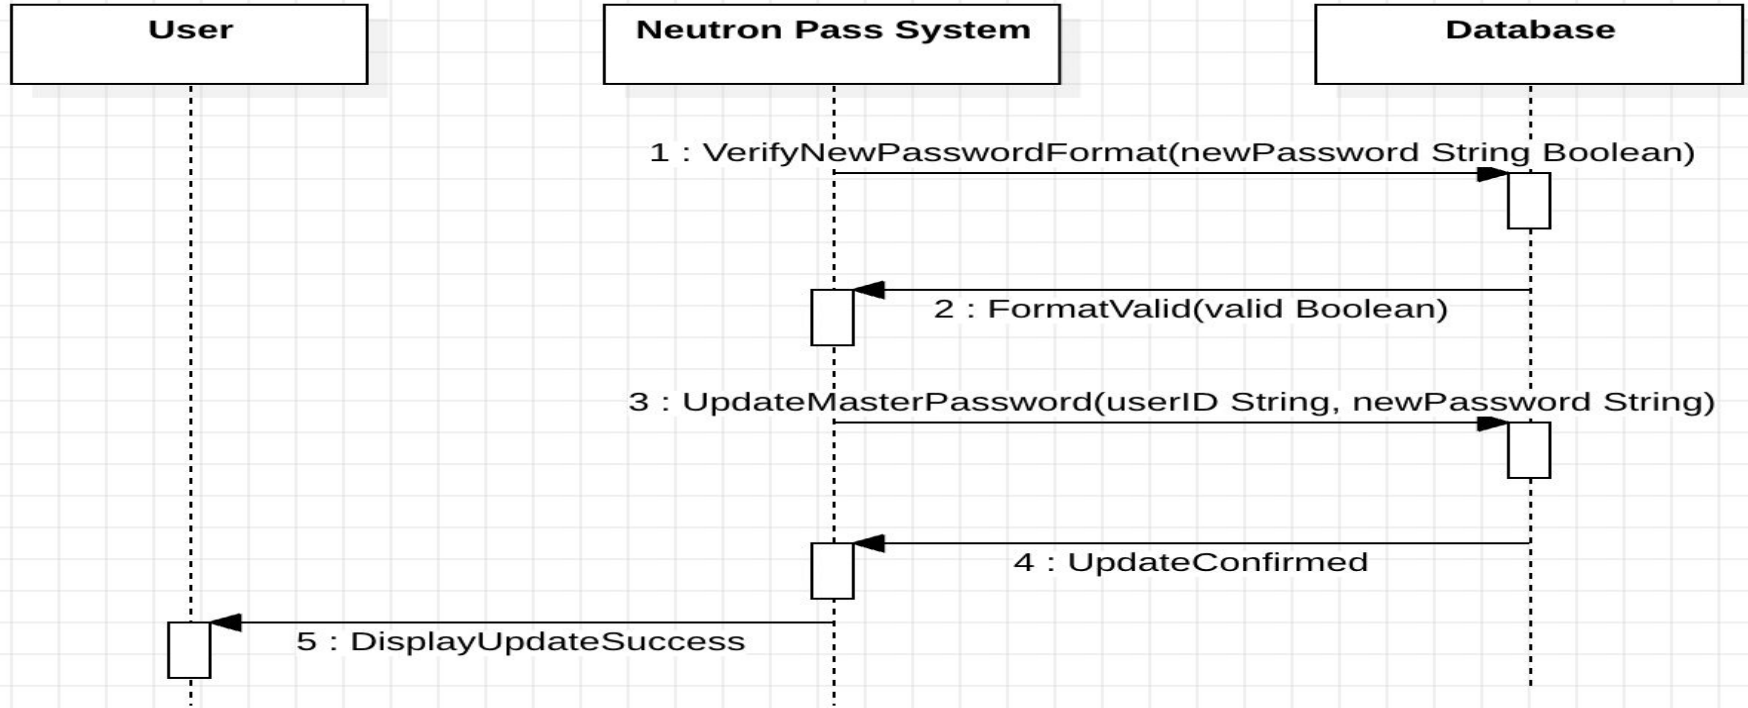 User
Neutron Pass System
Database
1 : VerifyNewPasswordFormat(newPassword String Boolean)
2 : FormatValid(valid Boolean)
3 : UpdateMasterPassword(userID String, newPassword String)
4 : UpdateConfirmed
5 : DisplayUpdateSuccess